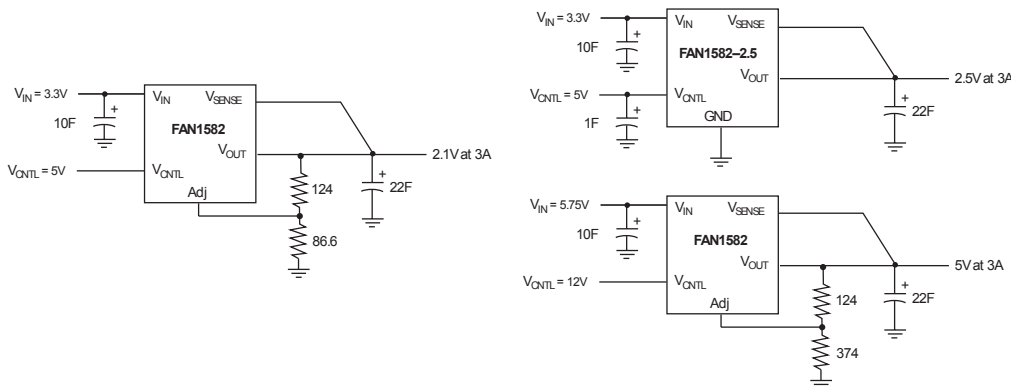 V_IN = 3.3V
10F
+
V_CNTL = 5V
V_IN
V_SENSE
FAN1582
V_OUT
V_CNTL
Adj
2.1V at 3A
124
+
22F
86.6
V_IN = 3.3V
10F
+
V_CNTL = 5V
1F
+
V_IN
V_SENSE
FAN1582–2.5
V_OUT
V_CNTL
GND
2.5V at 3A
+
22F
V_IN = 5.75V
10F
+
V_CNTL = 12V
V_IN
V_SENSE
FAN1582
V_OUT
V_CNTL
Adj
5V at 3A
124
+
22F
374